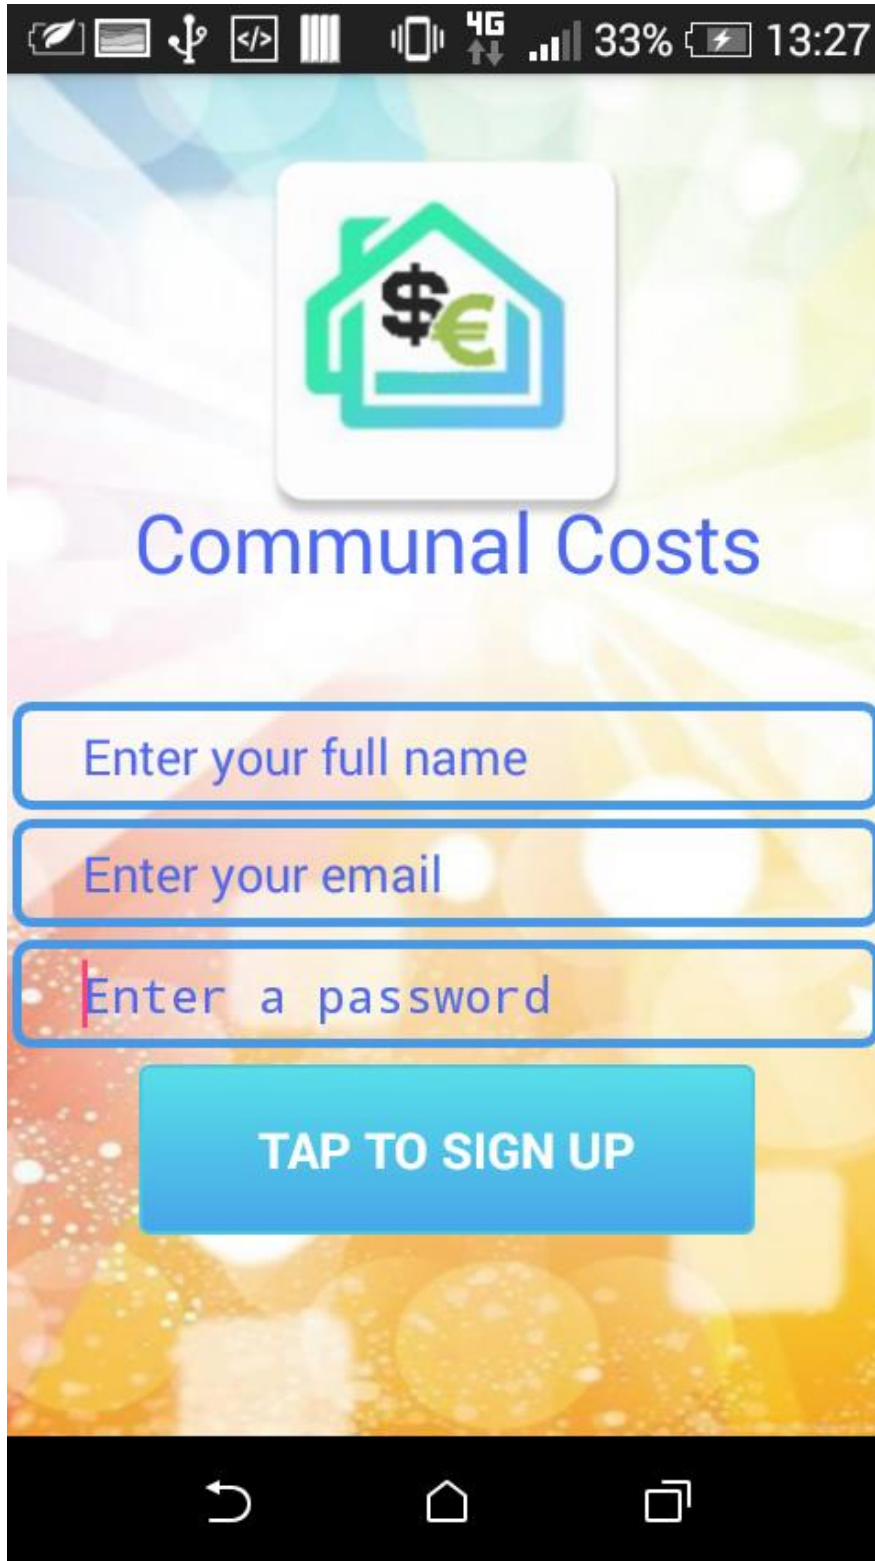 4G 33% 13:27
$€
Communal Costs
Enter your full name
Enter your email
Enter a password
TAP TO SIGN UP